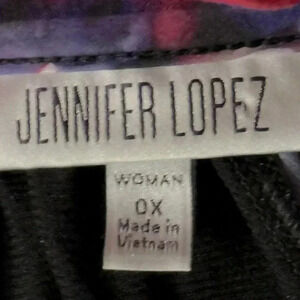 JENNIFER LOPEZ
WOMAN
0X
Made in
Vietnam